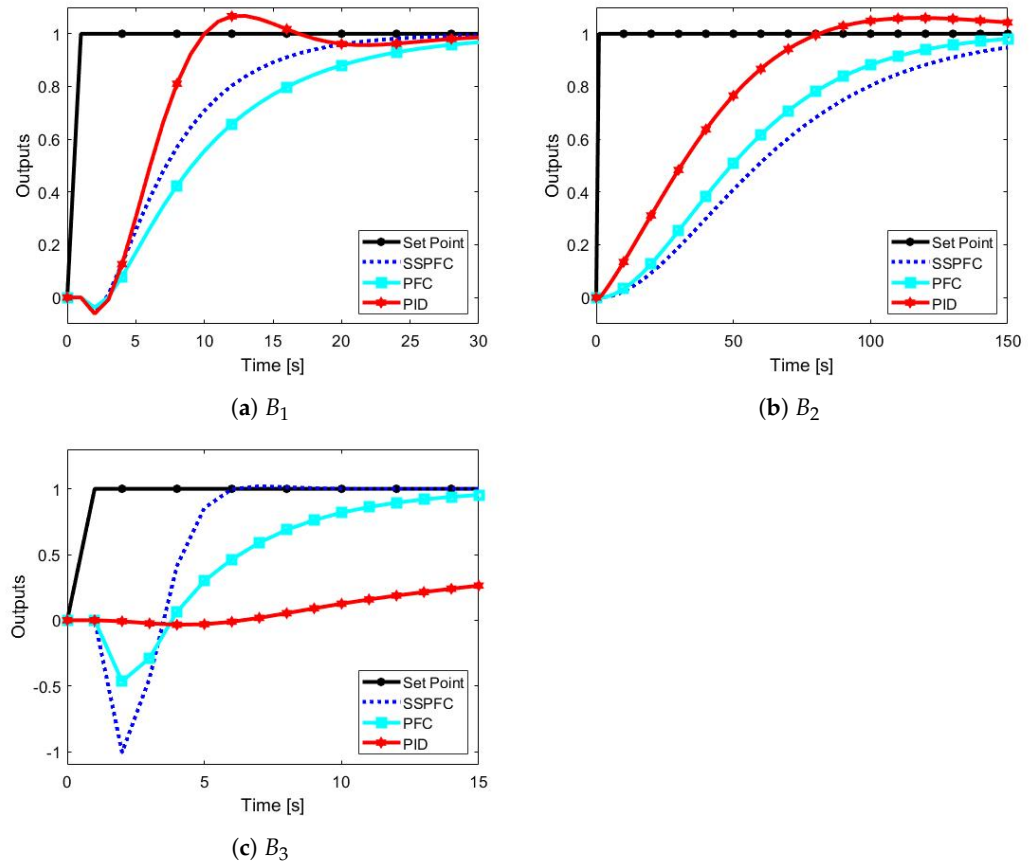 Outputs
1
0.8
0.6
0.4
0.2
0
0 5 10 15 20 25 30
Time [s]
Set Point
SSPFC
PFC
PID
(a) B1
Outputs
1
0.8
0.6
0.4
0.2
0
0 50 100 150
Time [s]
Set Point
SSPFC
PFC
PID
(b) B2
Outputs
1
0.5
0
-0.5
-1
0 5 10 15
Time [s]
Set Point
SSPFC
PFC
PID
(c) B3